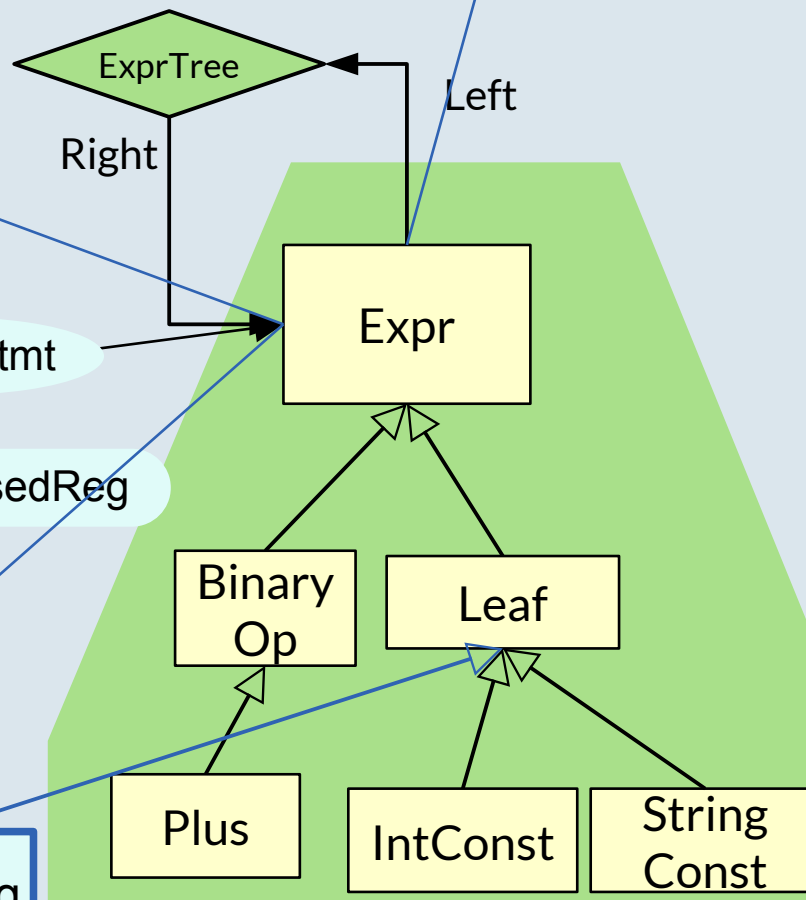 ExprTree
Left
Right
Expr
tmt
sedReg
Binary
Op
Leaf
Plus
IntConst
String
Const